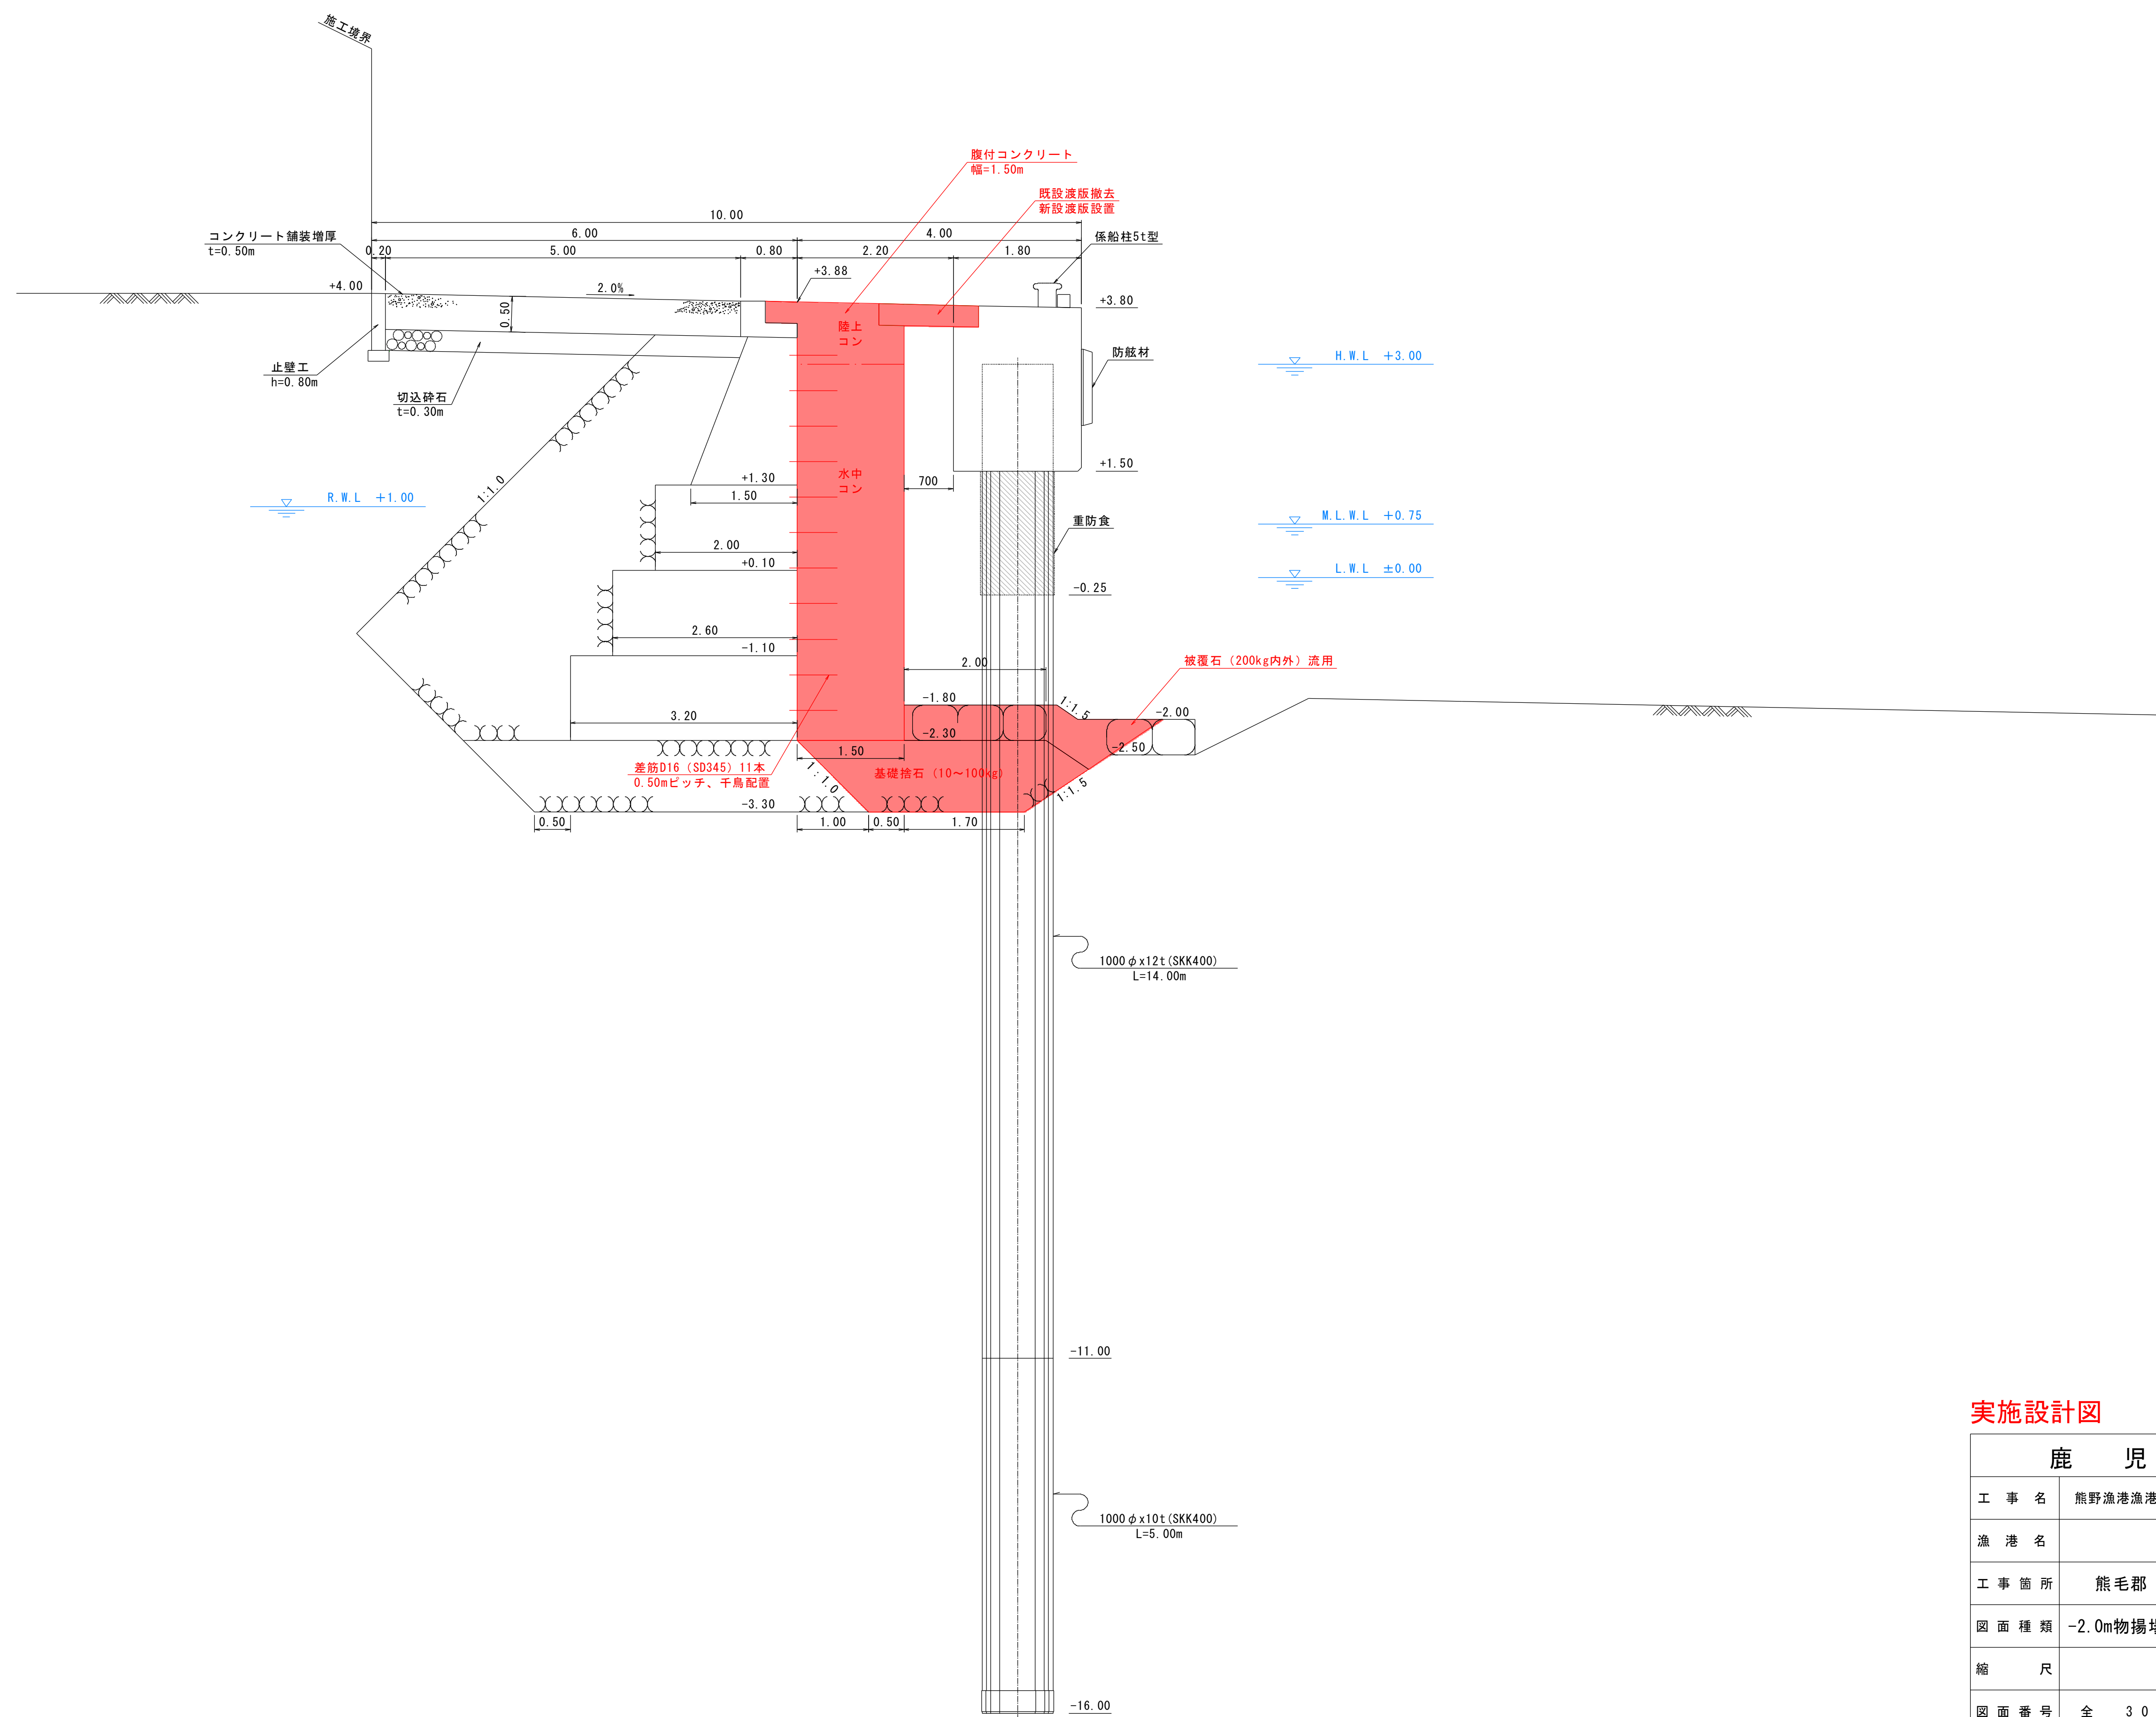 施工境界
腹付コンクリート
幅=1.50m
既設渡版撤去
新設渡版設置
10.00
コンクリート舗装増厚
t=0.50m
6.00
4.00
係船柱5t型
0.20
5.00
0.80
2.20
1.80
+3.88
+4.00
2.0%
+3.80
0.50
陸上
コン
止壁工
h=0.80m
切込砕石
t=0.30m
防舷材
H.W.L +3.00
+1.50
水中
コン
+1.30
700
1.50
1:1.0
R.W.L +1.00
重防食
M.L.W.L +0.75
2.00
+0.10
L.W.L ±0.00
-0.25
2.60
-1.10
2.00
被覆石（200kg内外）流用
-1.80
1:1.5
-2.00
3.20
-2.30
-2.50
1.50
差筋D16（SD345）11本
0.50mピッチ、千鳥配置
1:1.0
基礎捨石（10～100kg）
1:1.5
-3.30
0.50
1.00
0.50
1.70
1000φx12t(SKK400)
L=14.00m
-11.00
1000φx10t(SKK400)
L=5.00m
-16.00
実施設計図
鹿 児
工 事 名 熊野漁港漁港
漁 港 名
工 事 箇 所 熊毛郡
図 面 種 類 -2.0m物揚場
縮 尺
図 面 番 号 全 30